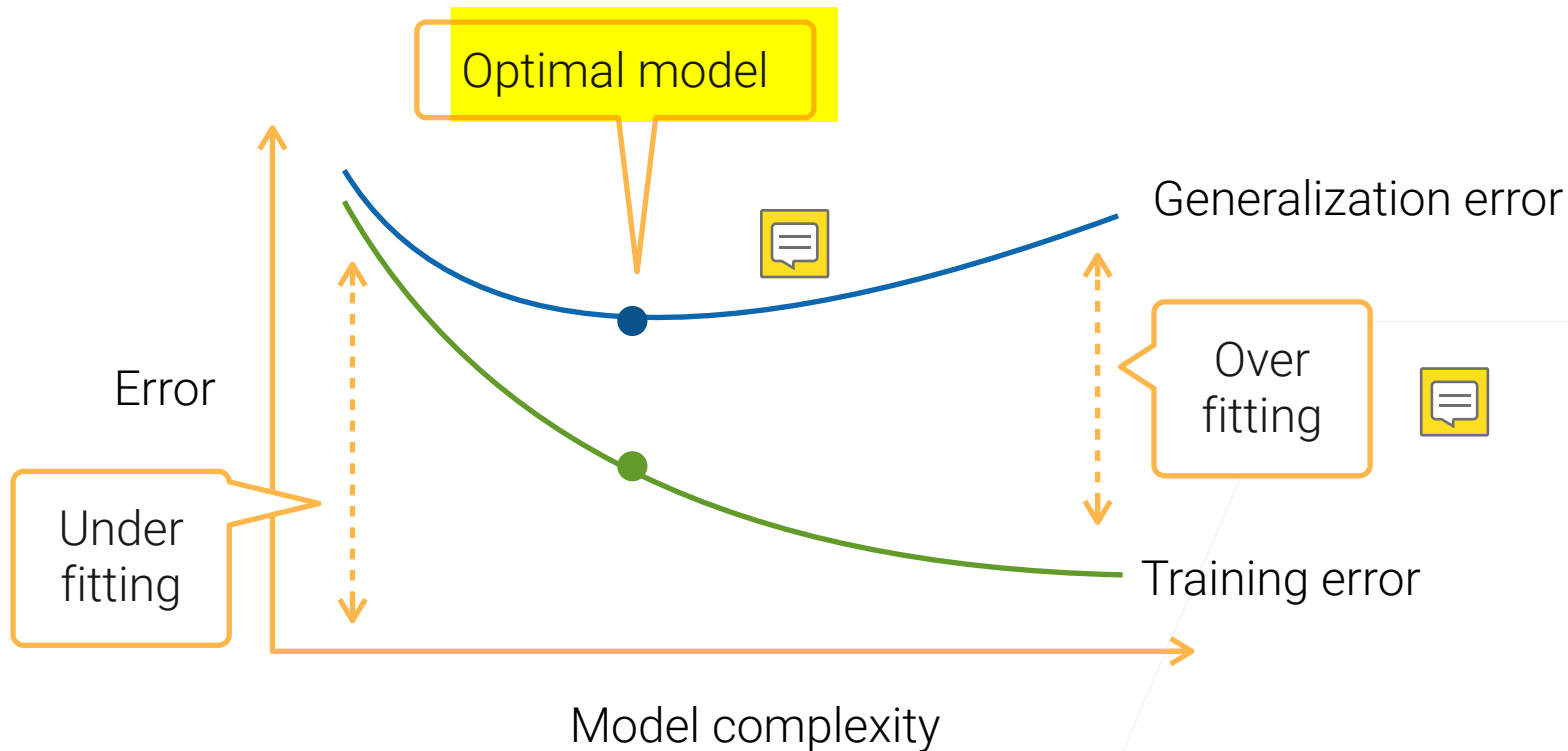 Optimal model
Generalization error
Error
Over
fitting
Under
fitting
Training error
Model complexity